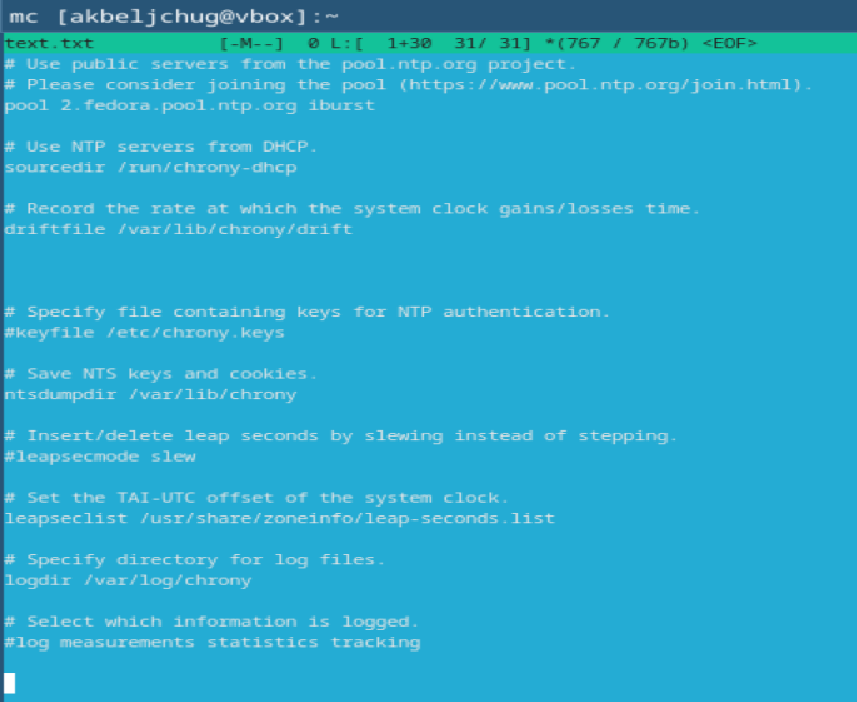 mc [akbeljchug@vbox]:~
text.txt [-M--] 0 L:[ 1+30 31/ 31] *(767 / 767b) <EOF>
# Use public servers from the pool.ntp.org project.
# Please consider joining the pool (https://www.pool.ntp.org/join.html).
pool 2.fedora.pool.ntp.org iburst
# Use NTP servers from DHCP.
sourcedir /run/chrony-dhcp
# Record the rate at which the system clock gains/losses time.
driftfile /var/lib/chrony/drift
# Specify file containing keys for NTP authentication.
#keyfile /etc/chrony.keys
# Save NTS keys and cookies.
ntsdumpdir /var/lib/chrony
# Insert/delete leap seconds by slewing instead of stepping.
#leapsecmode slew
# Set the TAI-UTC offset of the system clock.
leapseclist /usr/share/zoneinfo/leap-seconds.list
# Specify directory for log files.
logdir /var/log/chrony
# Select which information is logged.
#log measurements statistics tracking